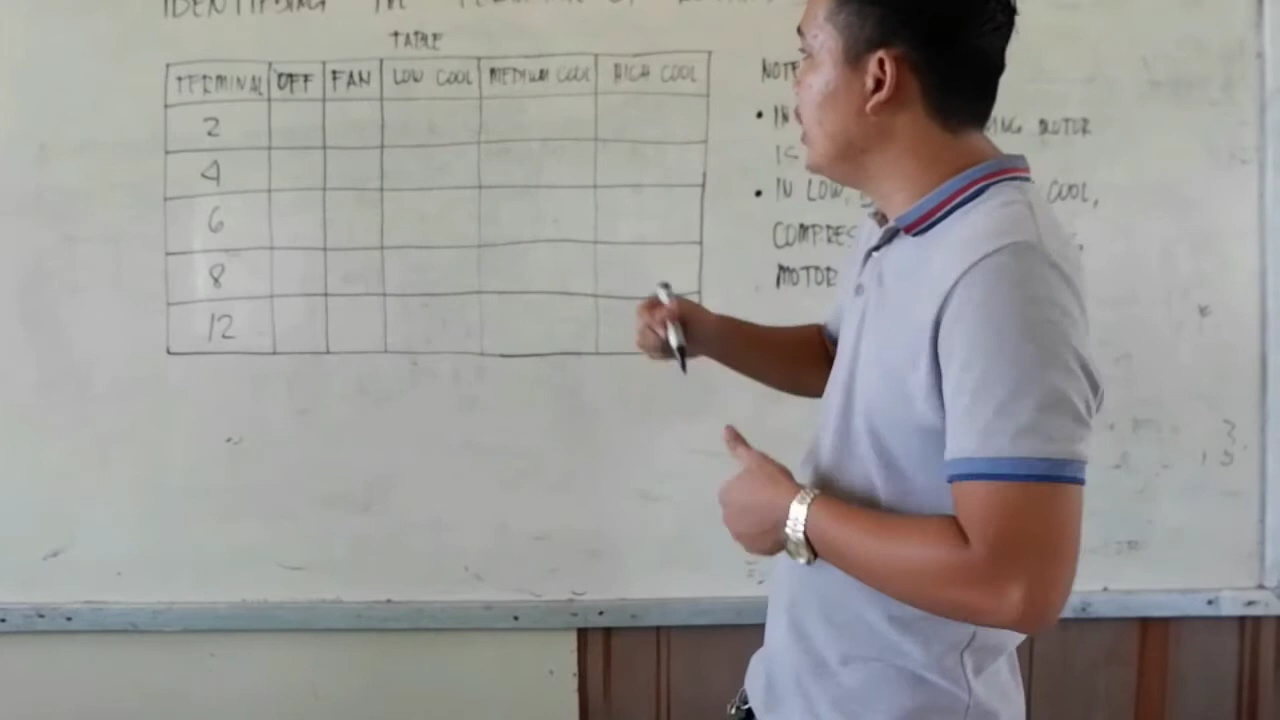 IDENTIFYING THE TERMINAL OF
TABLE
TERMINAL OFF FAN LOW COOL MEDIUM COOL HIGH COOL
2
4
6
8
12
NOTE
• IN MOTOR
IS
• IN LOW, COOL,
COMPRES
MOTOR